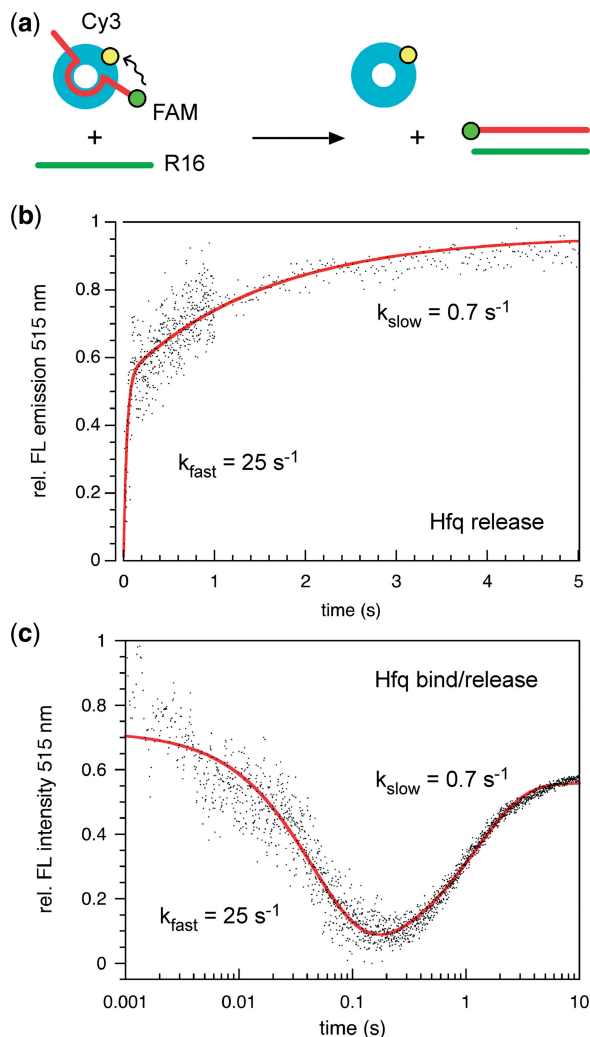 (a)
Cy3
FAM
+
R16
+
(b)
1
0.8
0.6
0.4
0.2
0
rel. FL emission 515 nm
kslow = 0.7 s-1
kfast = 25 s-1
Hfq release
0 1 2 3 4 5
time (s)
(c)
1
0.8
0.6
0.4
0.2
0
rel. FL intensity 515 nm
Hfq bind/release
kslow = 0.7 s-1
kfast = 25 s-1
0.001 0.01 0.1 1 10
time (s)